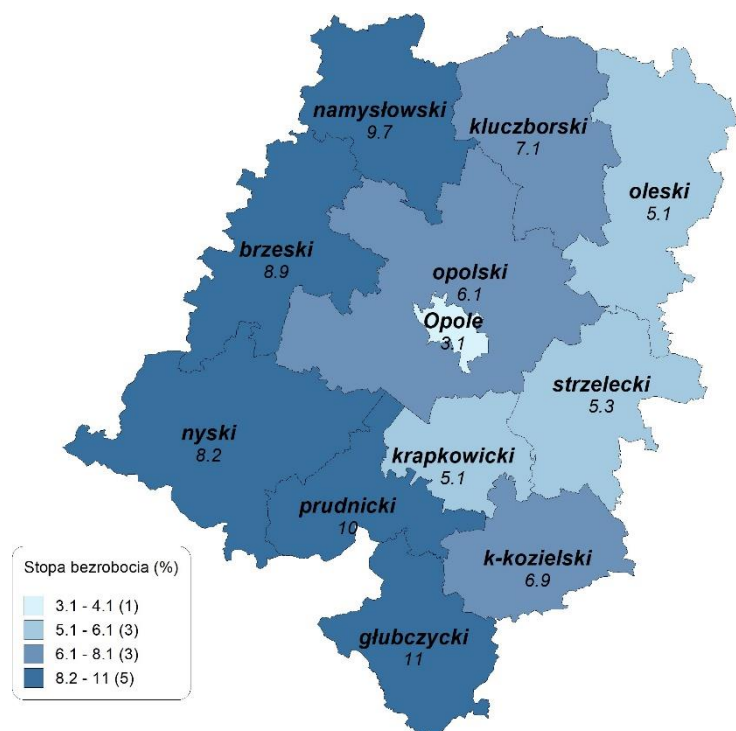 namysłowski
9.7
kluczborski
7.1
oleski
5.1
brzeski
8.9
opolski
6.1
Opole
3.1
strzelecki
5.3
nyski
8.2
krapkowicki
5.1
prudnicki
10
k-kozielski
6.9
głubczycki
11
Stopa bezrobocia (%)
3.1 - 4.1 (1)
5.1 - 6.1 (3)
6.1 - 8.1 (3)
8.2 - 11 (5)